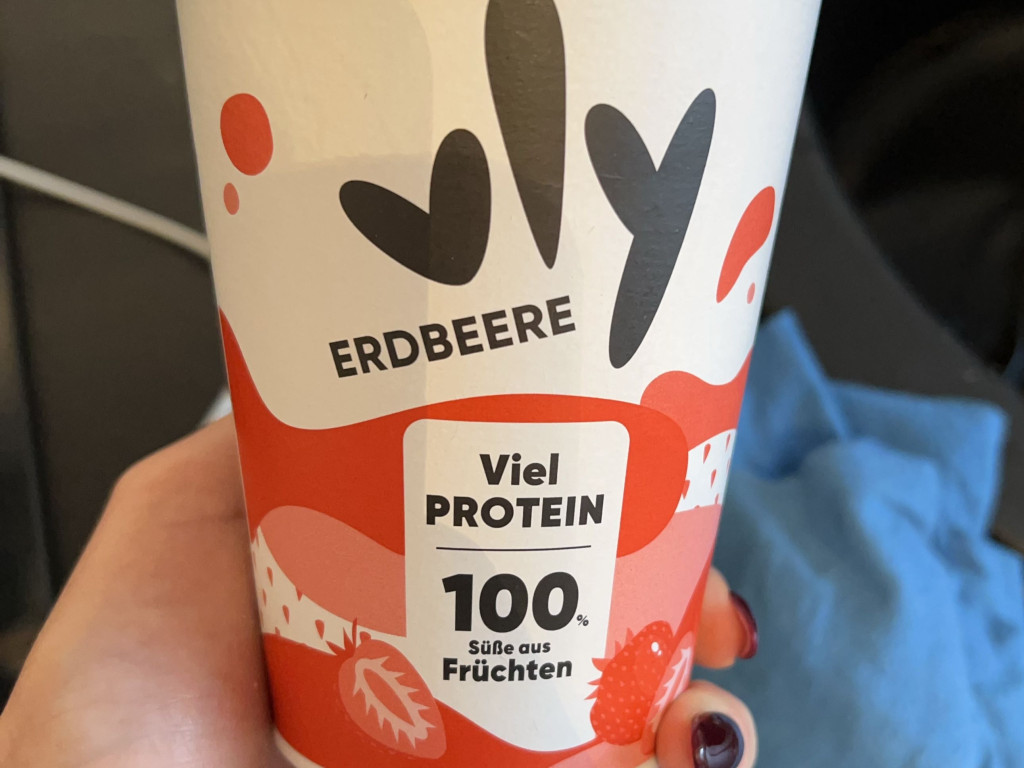 vly
ERDBEERE
Viel
PROTEIN
100%
Süße aus
Früchten